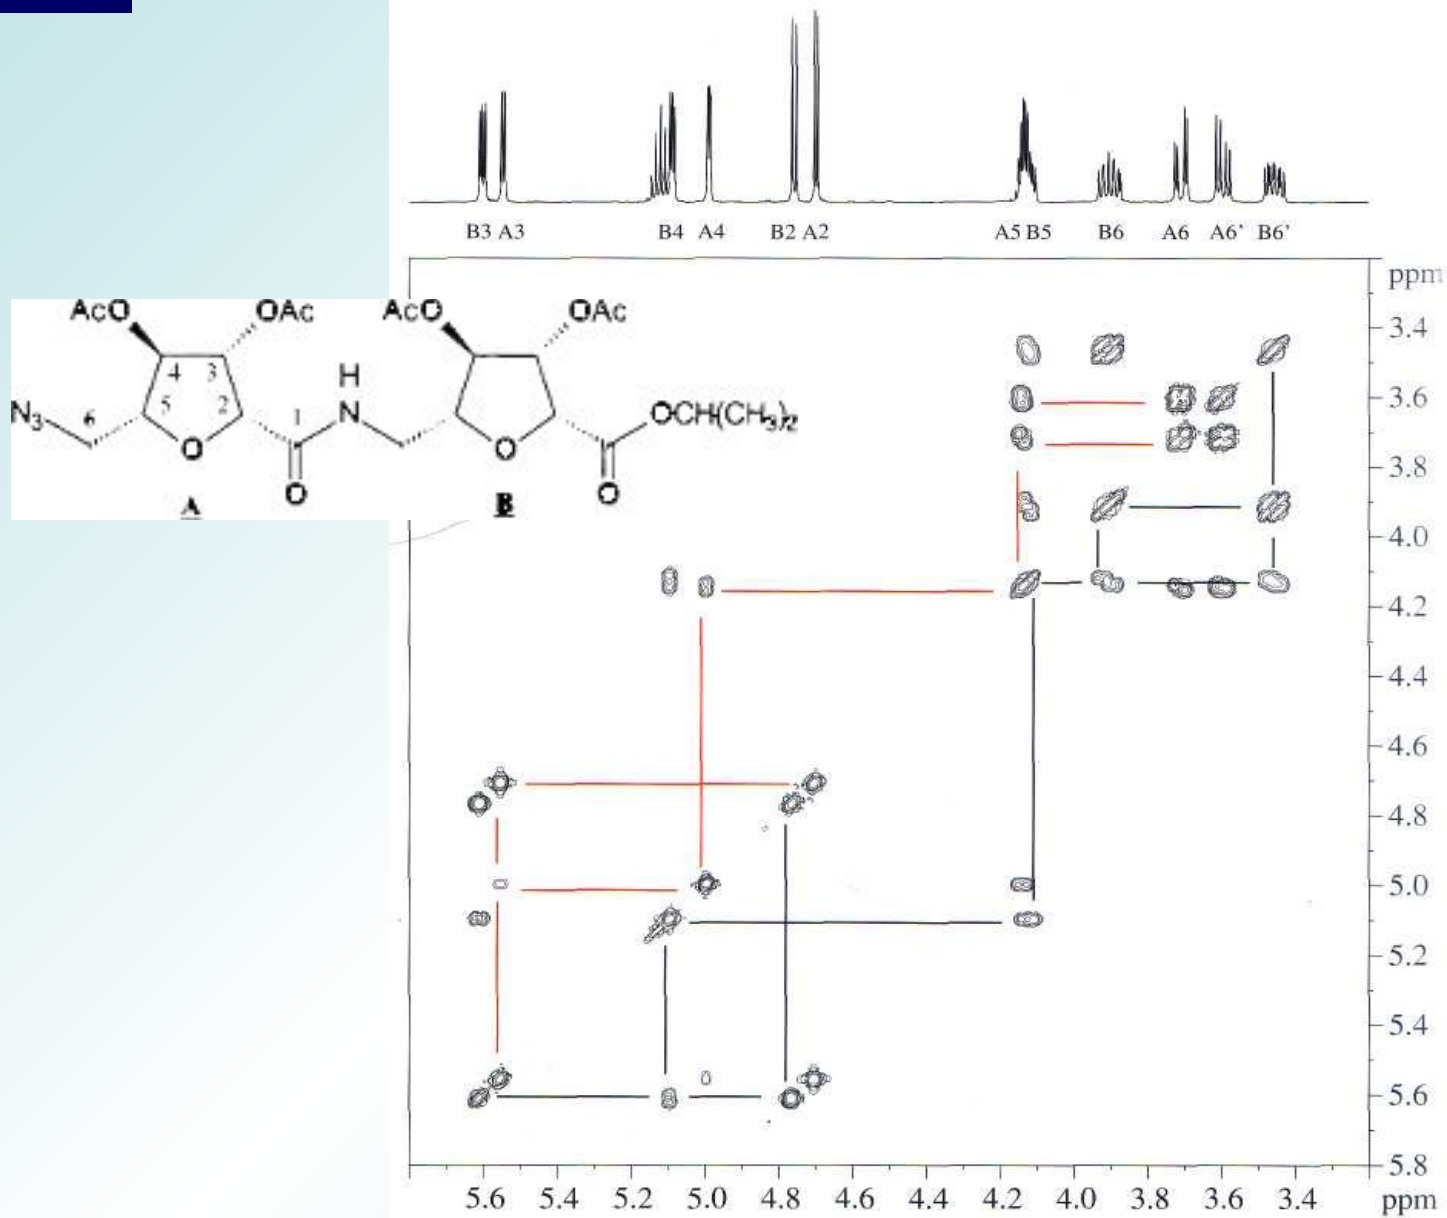 B3 A3 B4 A4 B2 A2 A5 B5 B6 A6 A6' B6'
ppm
3.4
3.6
3.8
4.0
4.2
4.4
4.6
4.8
5.0
5.2
5.4
5.6
5.8
AcO OAc AcO OAc
4 3
H
N₃ 6 5 2 1 N OCH(CH₃)₂
O O
O O
A B
5.6 5.4 5.2 5.0 4.8 4.6 4.4 4.2 4.0 3.8 3.6 3.4 ppm